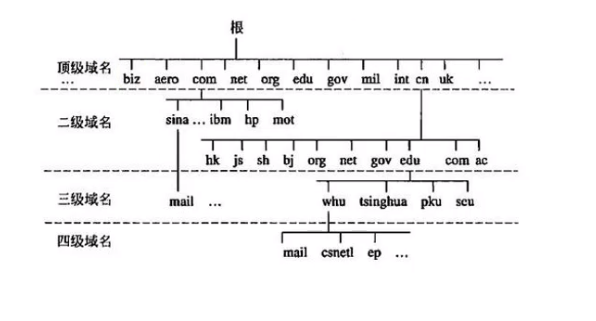 根
顶级域名
biz aero com net org edu gov mil int cn uk ...
...
二级域名
sina ... ibm hp mot
hk js sh bj org net gov edu com ac
三级域名
mail ...
whu tsinghua pku scu
四级域名
mail csnetl ep ...